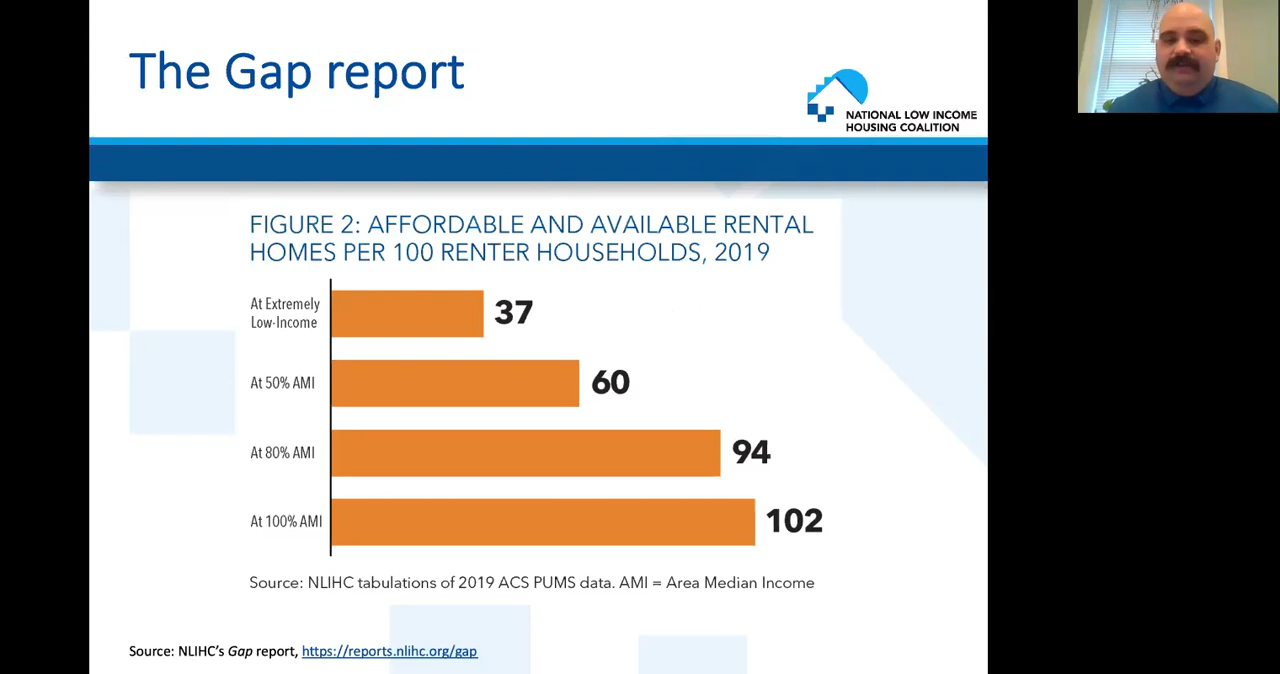 The Gap report
NATIONAL LOW INCOME
HOUSING COALITION
FIGURE 2: AFFORDABLE AND AVAILABLE RENTAL
HOMES PER 100 RENTER HOUSEHOLDS, 2019
At Extremely
Low-Income
37
At 50% AMI
60
At 80% AMI
94
At 100% AMI
102
Source: NLIHC tabulations of 2019 ACS PUMS data. AMI = Area Median Income
Source: NLIHC’s Gap report, https://reports.nlihc.org/gap